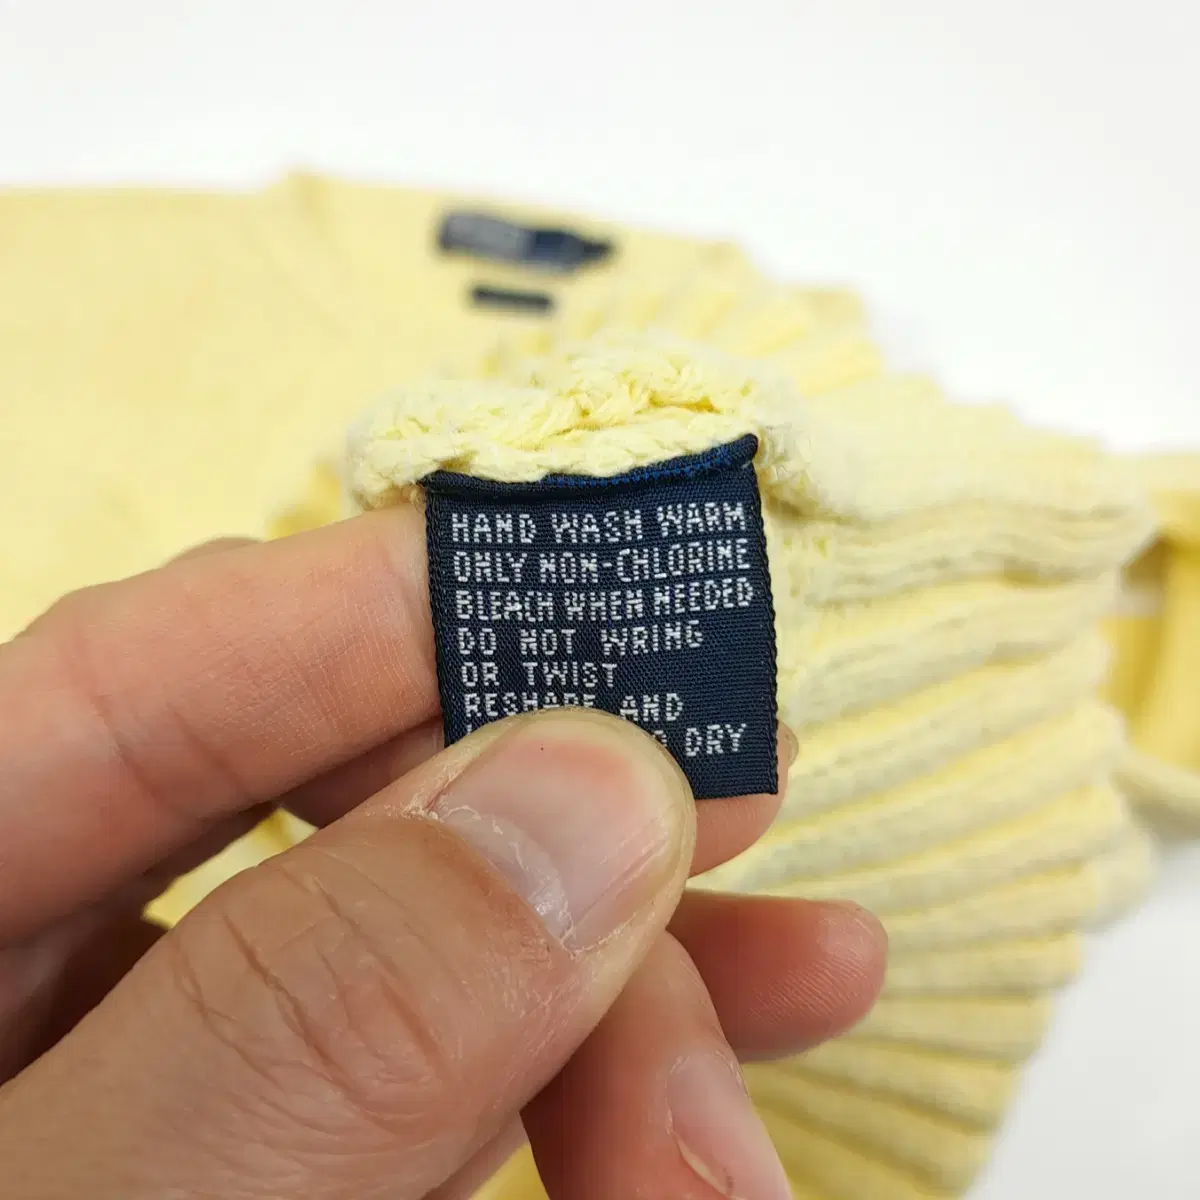 HAND WASH WARM
ONLY NON-CHLORINE
BLEACH WHEN NEEDED
DO NOT WRING
OR TWIST
RESHAPE AND
DRY